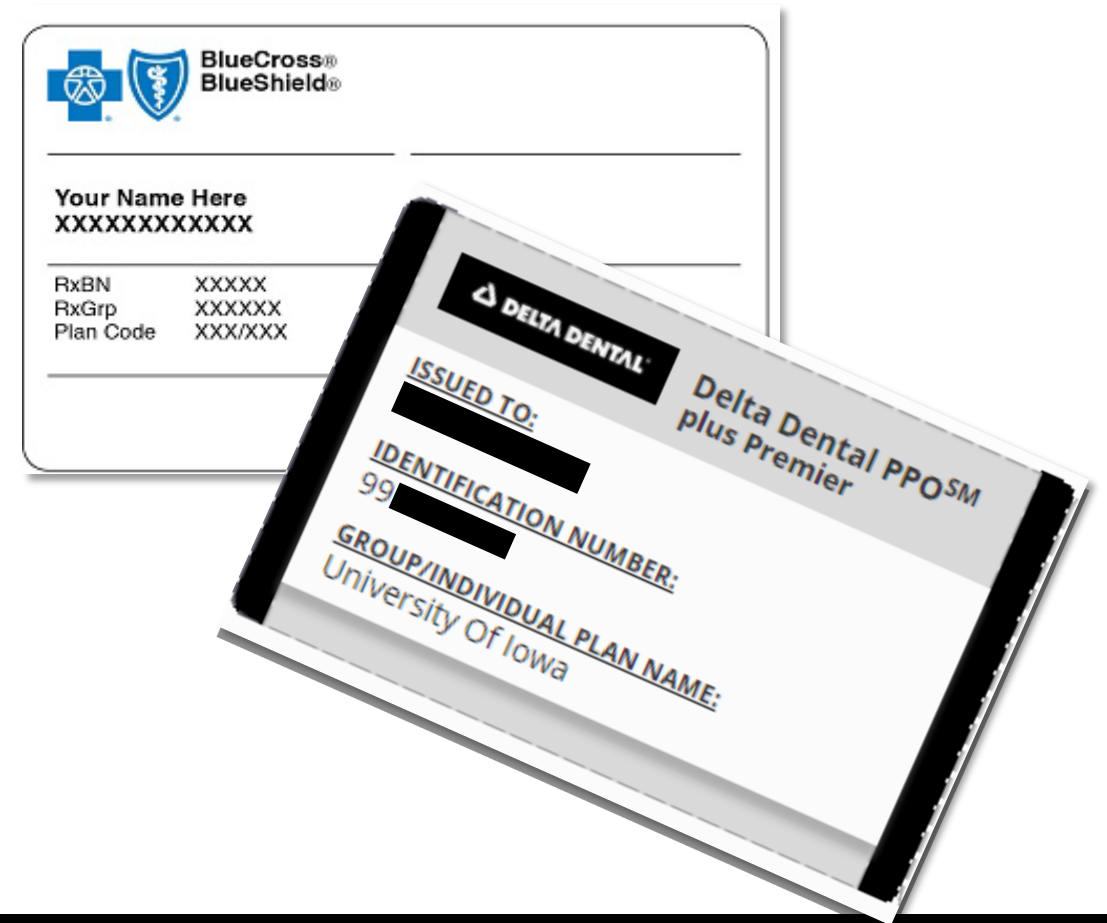 BlueCross®
BlueShield®
Your Name Here
XXXXXXXXXXXX
RxBN XXXXX
RxGrp XXXXXX
Plan Code XXX/XXX
DELTA DENTAL
Delta Dental PPO℠
plus Premier
ISSUED TO:
IDENTIFICATION NUMBER:
99
GROUP/INDIVIDUAL PLAN NAME:
University Of Iowa